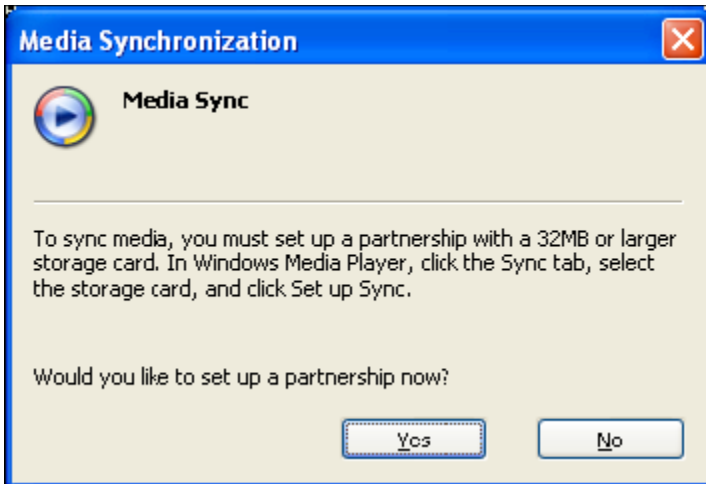 Media Synchronization
Media Sync
To sync media, you must set up a partnership with a 32MB or larger
storage card. In Windows Media Player, click the Sync tab, select
the storage card, and click Set up Sync.
Would you like to set up a partnership now?
Yes
No